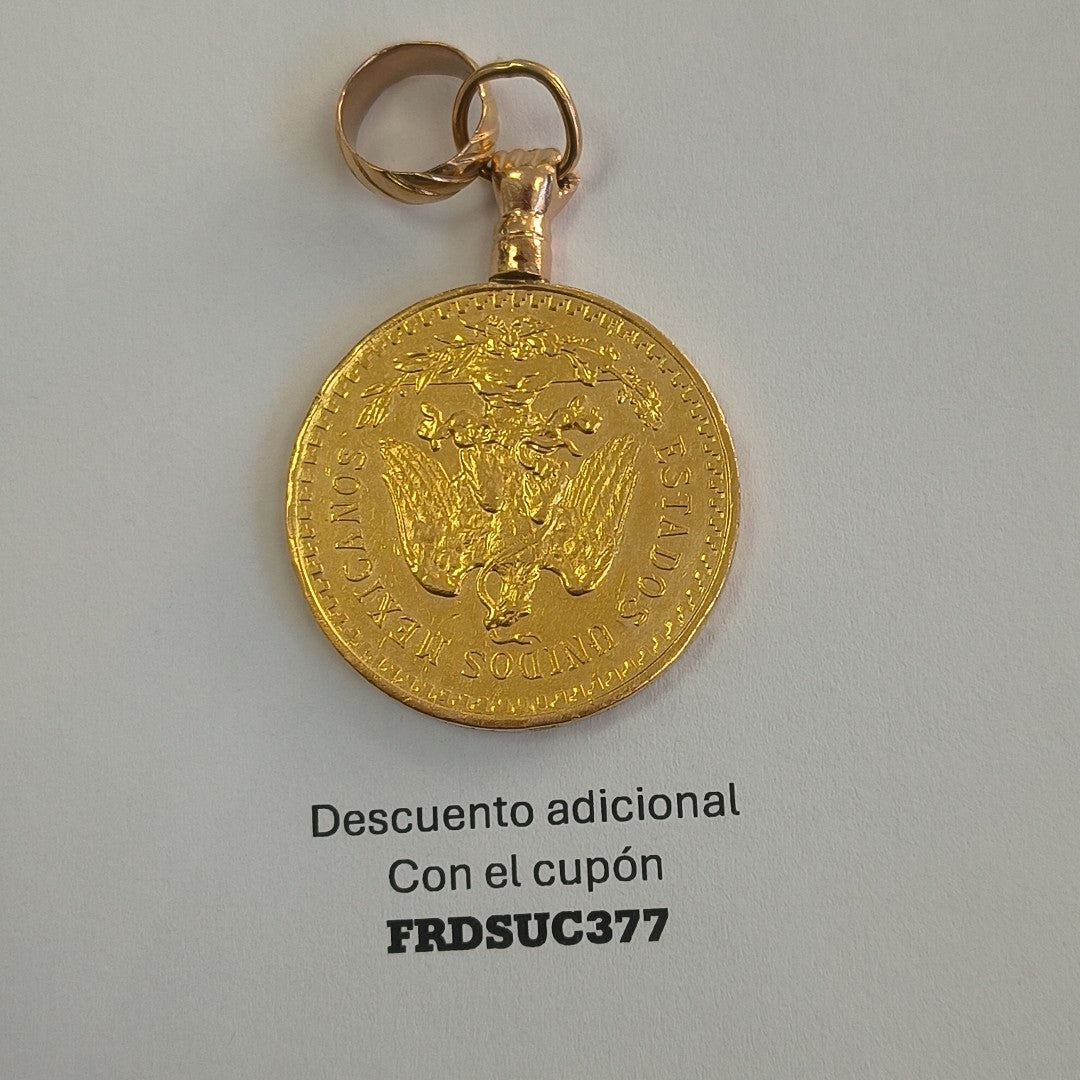 ESTADOS UNIDOS MEXICANOS
Descuento adicional
Con el cupón
FRDSUC377